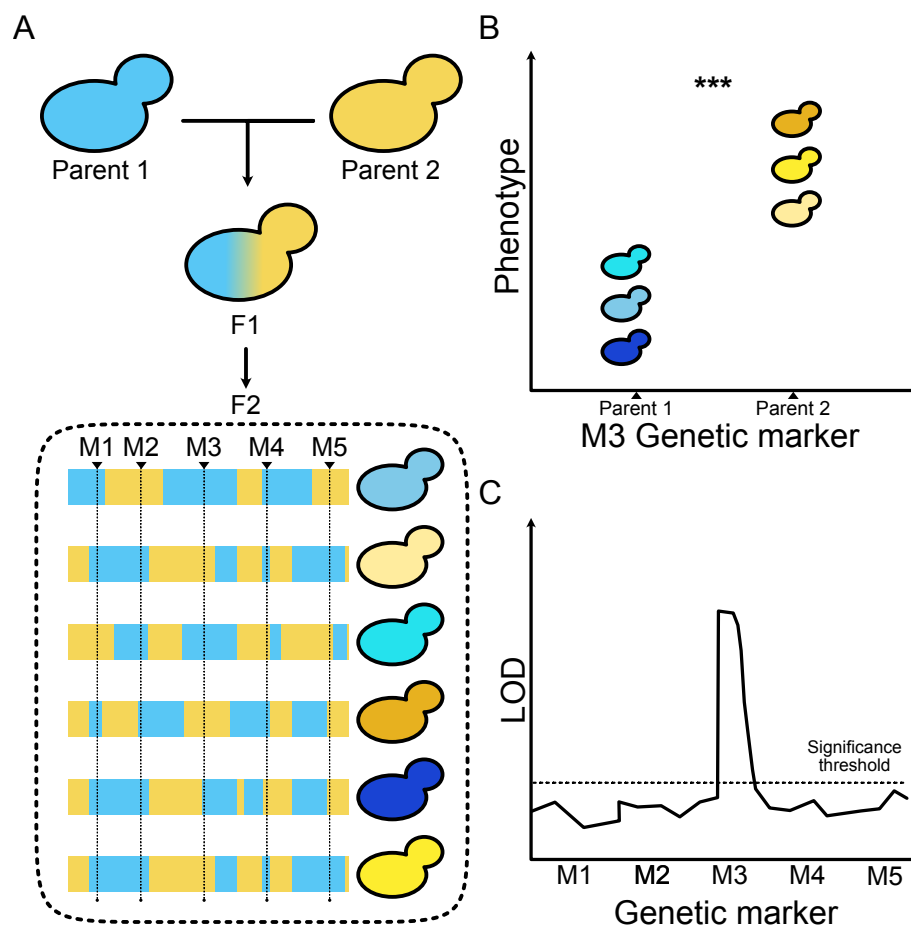 A
Parent 1
Parent 2
F1
F2
M1 M2 M3 M4 M5
B
Phenotype
***
Parent 1
Parent 2
M3 Genetic marker
C
LOD
Significance
threshold
M1 M2 M3 M4 M5
Genetic marker